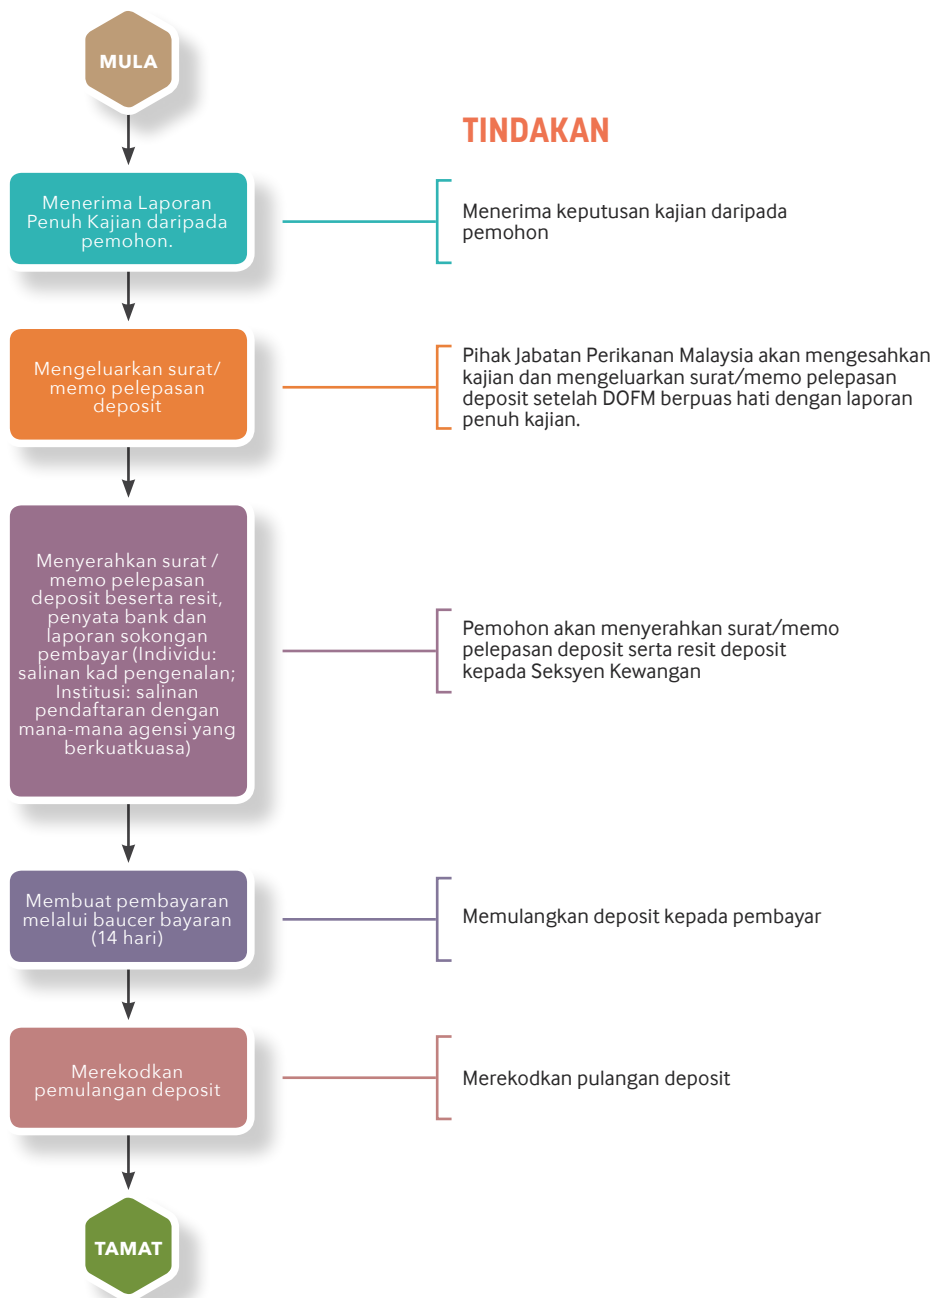 MULA
TINDAKAN
Menerima Laporan
Penuh Kajian daripada
pemohon.
Menerima keputusan kajian daripada
pemohon
Mengeluarkan surat/
memo pelepasan
deposit
Pihak Jabatan Perikanan Malaysia akan mengesahkan
kajian dan mengeluarkan surat/memo pelepasan
deposit setelah DOFM berpuas hati dengan laporan
penuh kajian.
Menyerahkan surat /
memo pelepasan
deposit beserta resit,
penyata bank dan
laporan sokongan
pembayar (Individu:
salinan kad pengenalan;
Institusi: salinan
pendaftaran dengan
mana-mana agensi yang
berkuatkuasa)
Pemohon akan menyerahkan surat/memo
pelepasan deposit serta resit deposit
kepada Seksyen Kewangan
Membuat pembayaran
melalui baucer bayaran
(14 hari)
Memulangkan deposit kepada pembayar
Merekodkan
pemulangan deposit
Merekodkan pulangan deposit
TAMAT